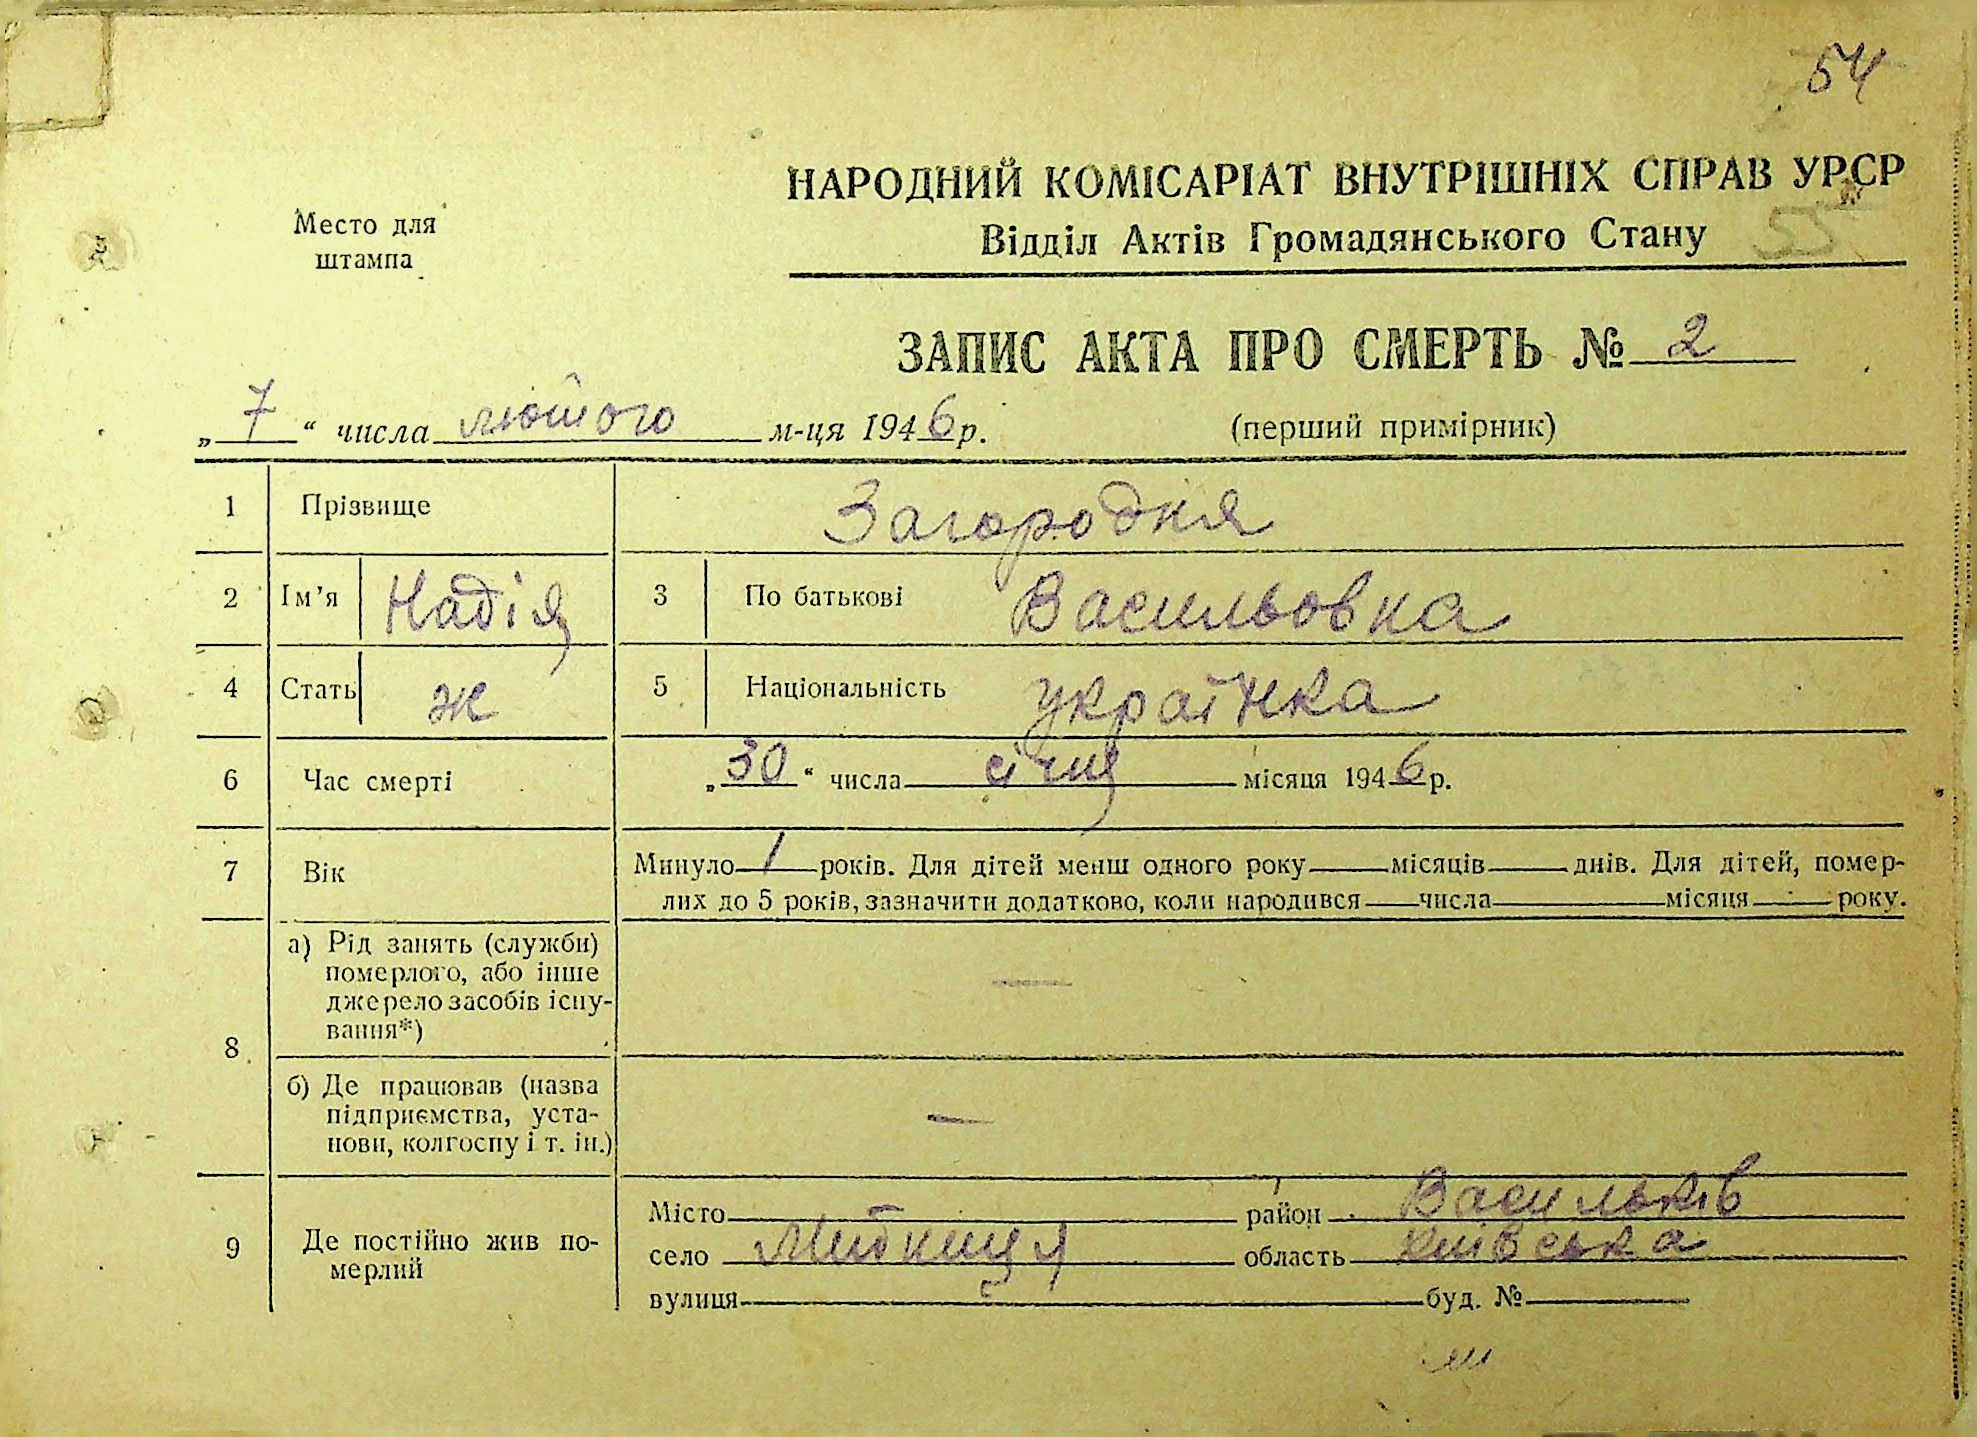 54
НАРОДНИЙ КОМІСАРІАТ ВНУТРІШНІХ СПРАВ УРСР
Место для
штампа
Відділ Актів Громадянського Стану
55
ЗАПИС АКТА ПРО СМЕРТЬ № 2
„ 7 “ числа лютого м-ця 1946 р.
(перший примірник)
1 Прізвище Загородня
2 Ім’я Надія 3 По батькові Васильовна
4 Стать ж 5 Національність українка
6 Час смерті „ 30 “ числа січня місяця 1946 р.
7 Вік Минуло 1 років. Для дітей менш одного року місяців днів. Для дітей, помер-
лих до 5 років, зазначити додатково, коли народився числа місяця року.
8
а) Рід занять (служби)
померлого, або інше
джерело засобів існу-
вання*) —
б) Де працював (назва
підприємства, уста-
нови, колгоспу і т. ін.) —
9 Де постійно жив по-
мерлий
Місто район Васильків
село Митниця область Київська
вулиця буд. №